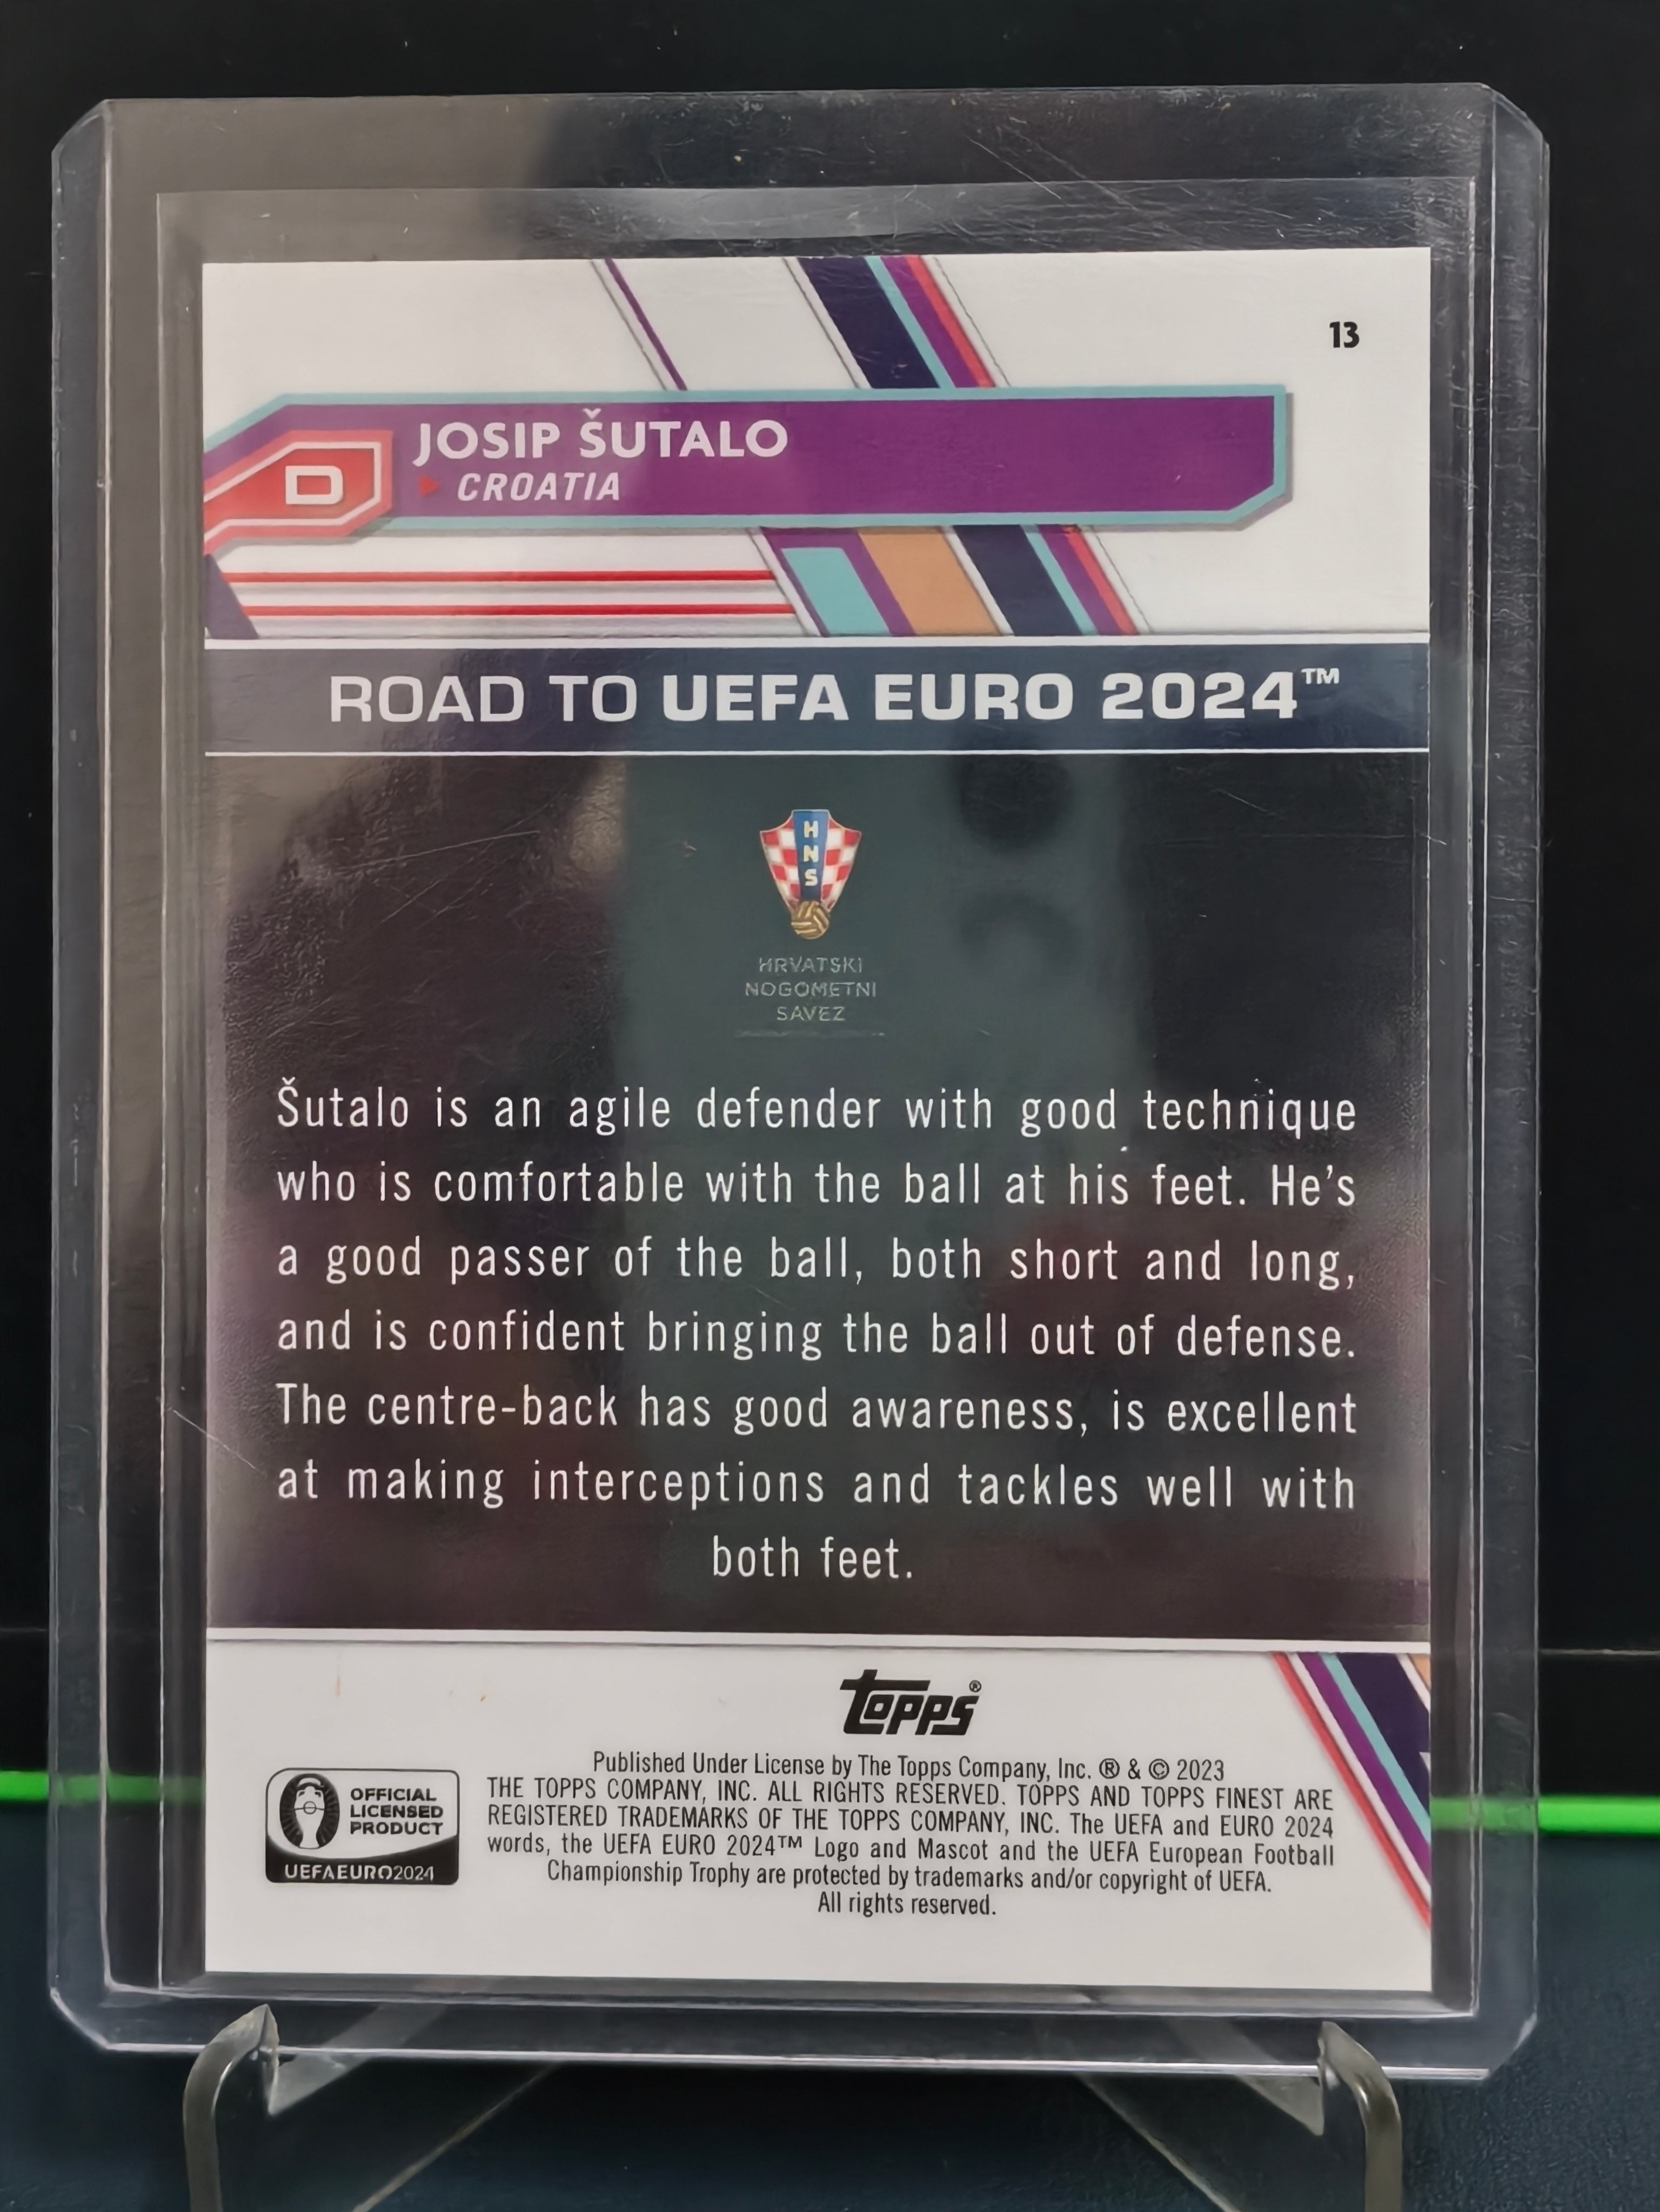 13
JOSIP ŠUTALO
D
CROATIA
ROAD TO UEFA EURO 2024™
H
N
S
HRVATSKI
NOGOMETNI
SAVEZ
Šutalo is an agile defender with good technique
who is comfortable with the ball at his feet. He's
a good passer of the ball, both short and long,
and is confident bringing the ball out of defense.
The centre-back has good awareness, is excellent
at making interceptions and tackles well with
both feet.
topps®
Published Under License by The Topps Company, Inc. ® & © 2023
THE TOPPS COMPANY, INC. ALL RIGHTS RESERVED. TOPPS AND TOPPS FINEST ARE
REGISTERED TRADEMARKS OF THE TOPPS COMPANY, INC. The UEFA and EURO 2024
words, the UEFA EURO 2024™ Logo and Mascot and the UEFA European Football
Championship Trophy are protected by trademarks and/or copyright of UEFA.
All rights reserved.
OFFICIAL
LICENSED
PRODUCT
UEFAEURO2024